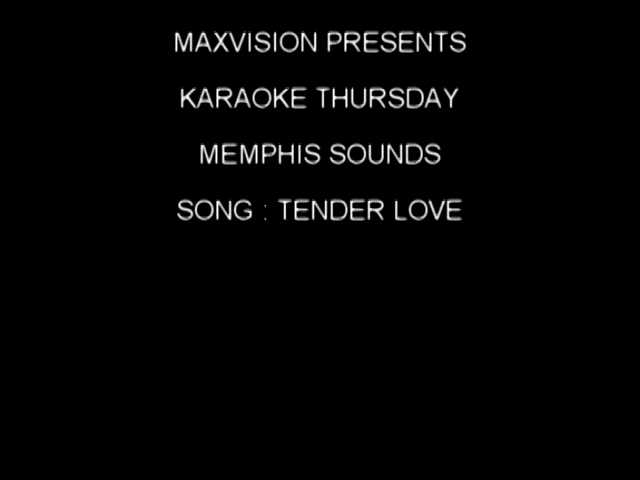 MAXVISION PRESENTS
KARAOKE THURSDAY
MEMPHIS SOUNDS
SONG : TENDER LOVE